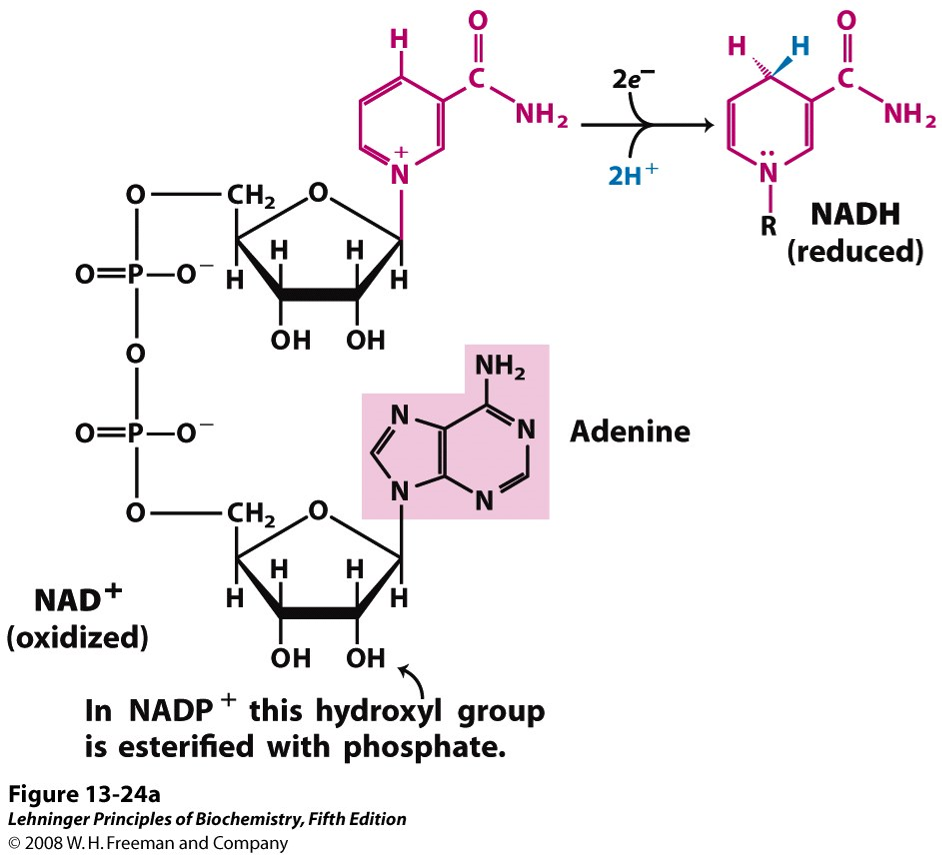 H
O
C
NH₂
N
+
2e⁻
2H⁺
H
H
O
C
NH₂
N
R
NADH
(reduced)
O
CH₂
O
O=P—O⁻
H
H
H
H
OH
OH
O
O=P—O⁻
O
CH₂
O
H
H
H
H
OH
OH
NH₂
N
N
N
N
Adenine
NAD⁺
(oxidized)
In NADP⁺ this hydroxyl group
is esterified with phosphate.
Figure 13-24a
Lehninger Principles of Biochemistry, Fifth Edition
© 2008 W. H. Freeman and Company